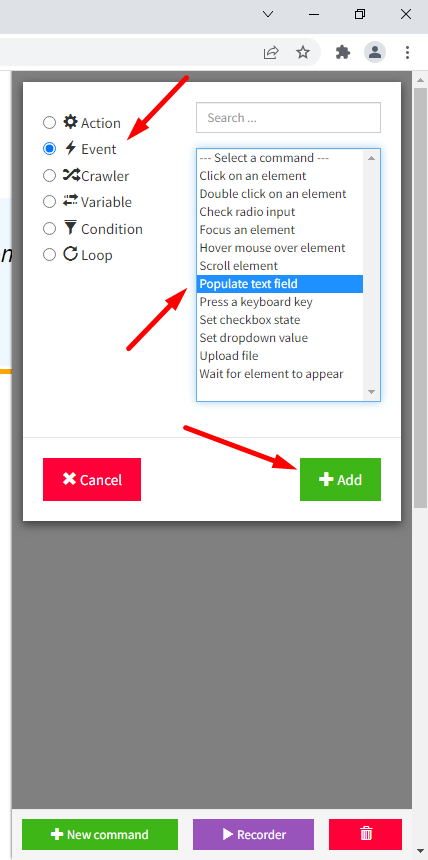 Action
Event
Crawler
Variable
Condition
Loop
Search ...
--- Select a command ---
Click on an element
Double click on an element
Check radio input
Focus an element
Hover mouse over element
Scroll element
Populate text field
Press a keyboard key
Set checkbox state
Set dropdown value
Upload file
Wait for element to appear
Cancel
Add
New command
Recorder